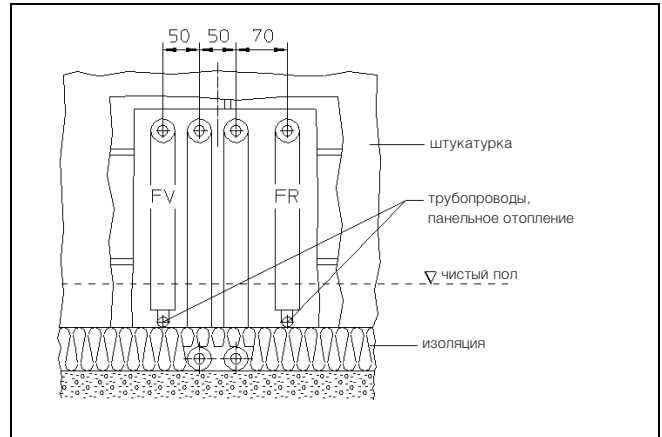 50 50 70
штукатурка
FV FR
трубопроводы,
панельное отопление
чистый пол
изоляция